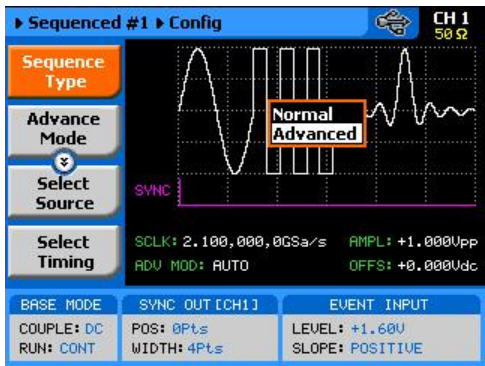 ▸ Sequenced #1 ▸ Config
CH 1
50 Ω
Sequence
Type
Advance
Mode
Select
Source
Select
Timing
Normal
Advanced
SYNC
SCLK: 2.100,000,0GSa/s AMPL: +1.000Vpp
ADV MOD: AUTO OFFS: +0.000Vdc
BASE MODE
COUPLE: DC
RUN: CONT
SYNC OUT [CH1]
POS: 0Pts
WIDTH: 4Pts
EVENT INPUT
LEVEL: +1.60V
SLOPE: POSITIVE